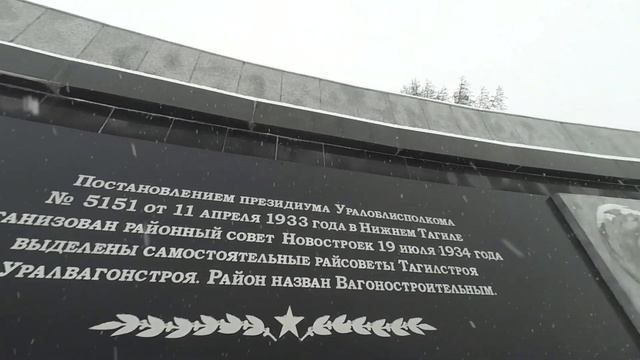 Постановлением президиума Уралоблисполкома
№ 5151 от 11 апреля 1933 года в Нижнем Тагиле
ганизован районный совет Новостроек 19 июля 1934 года
выделены самостоятельные райсоветы Тагилстроя
Уралвагонстроя. Район назван Вагоностроительным.